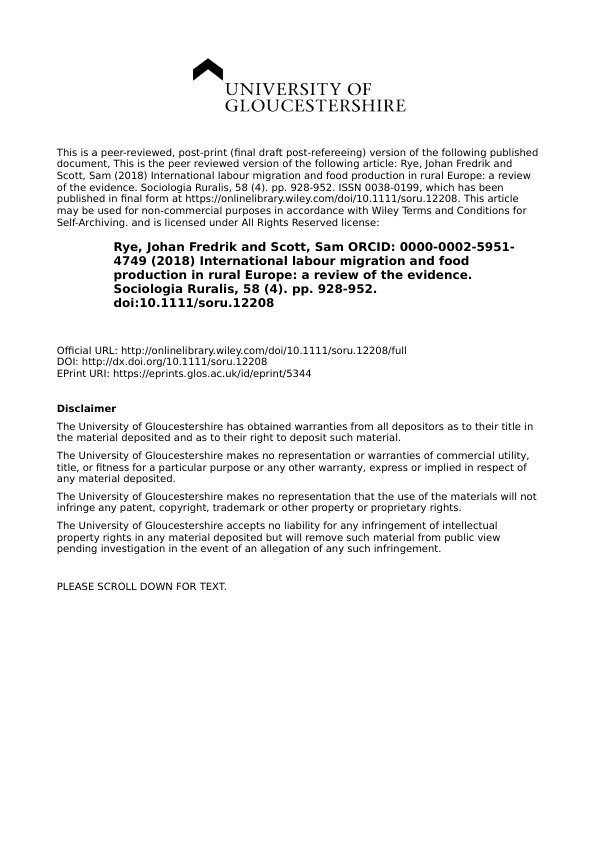 UNIVERSITY OF
GLOUCESTERSHIRE
This is a peer-reviewed, post-print (final draft post-refereeing) version of the following published
document, This is the peer reviewed version of the following article: Rye, Johan Fredrik and
Scott, Sam (2018) International labour migration and food production in rural Europe: a review
of the evidence. Sociologia Ruralis, 58 (4). pp. 928-952. ISSN 0038-0199, which has been
published in final form at https://onlinelibrary.wiley.com/doi/10.1111/soru.12208. This article
may be used for non-commercial purposes in accordance with Wiley Terms and Conditions for
Self-Archiving. and is licensed under All Rights Reserved license:
Rye, Johan Fredrik and Scott, Sam ORCID: 0000-0002-5951-
4749 (2018) International labour migration and food
production in rural Europe: a review of the evidence.
Sociologia Ruralis, 58 (4). pp. 928-952.
doi:10.1111/soru.12208
Official URL: http://onlinelibrary.wiley.com/doi/10.1111/soru.12208/full
DOI: http://dx.doi.org/10.1111/soru.12208
EPrint URI: https://eprints.glos.ac.uk/id/eprint/5344
Disclaimer
The University of Gloucestershire has obtained warranties from all depositors as to their title in
the material deposited and as to their right to deposit such material.
The University of Gloucestershire makes no representation or warranties of commercial utility,
title, or fitness for a particular purpose or any other warranty, express or implied in respect of
any material deposited.
The University of Gloucestershire makes no representation that the use of the materials will not
infringe any patent, copyright, trademark or other property or proprietary rights.
The University of Gloucestershire accepts no liability for any infringement of intellectual
property rights in any material deposited but will remove such material from public view
pending investigation in the event of an allegation of any such infringement.
PLEASE SCROLL DOWN FOR TEXT.